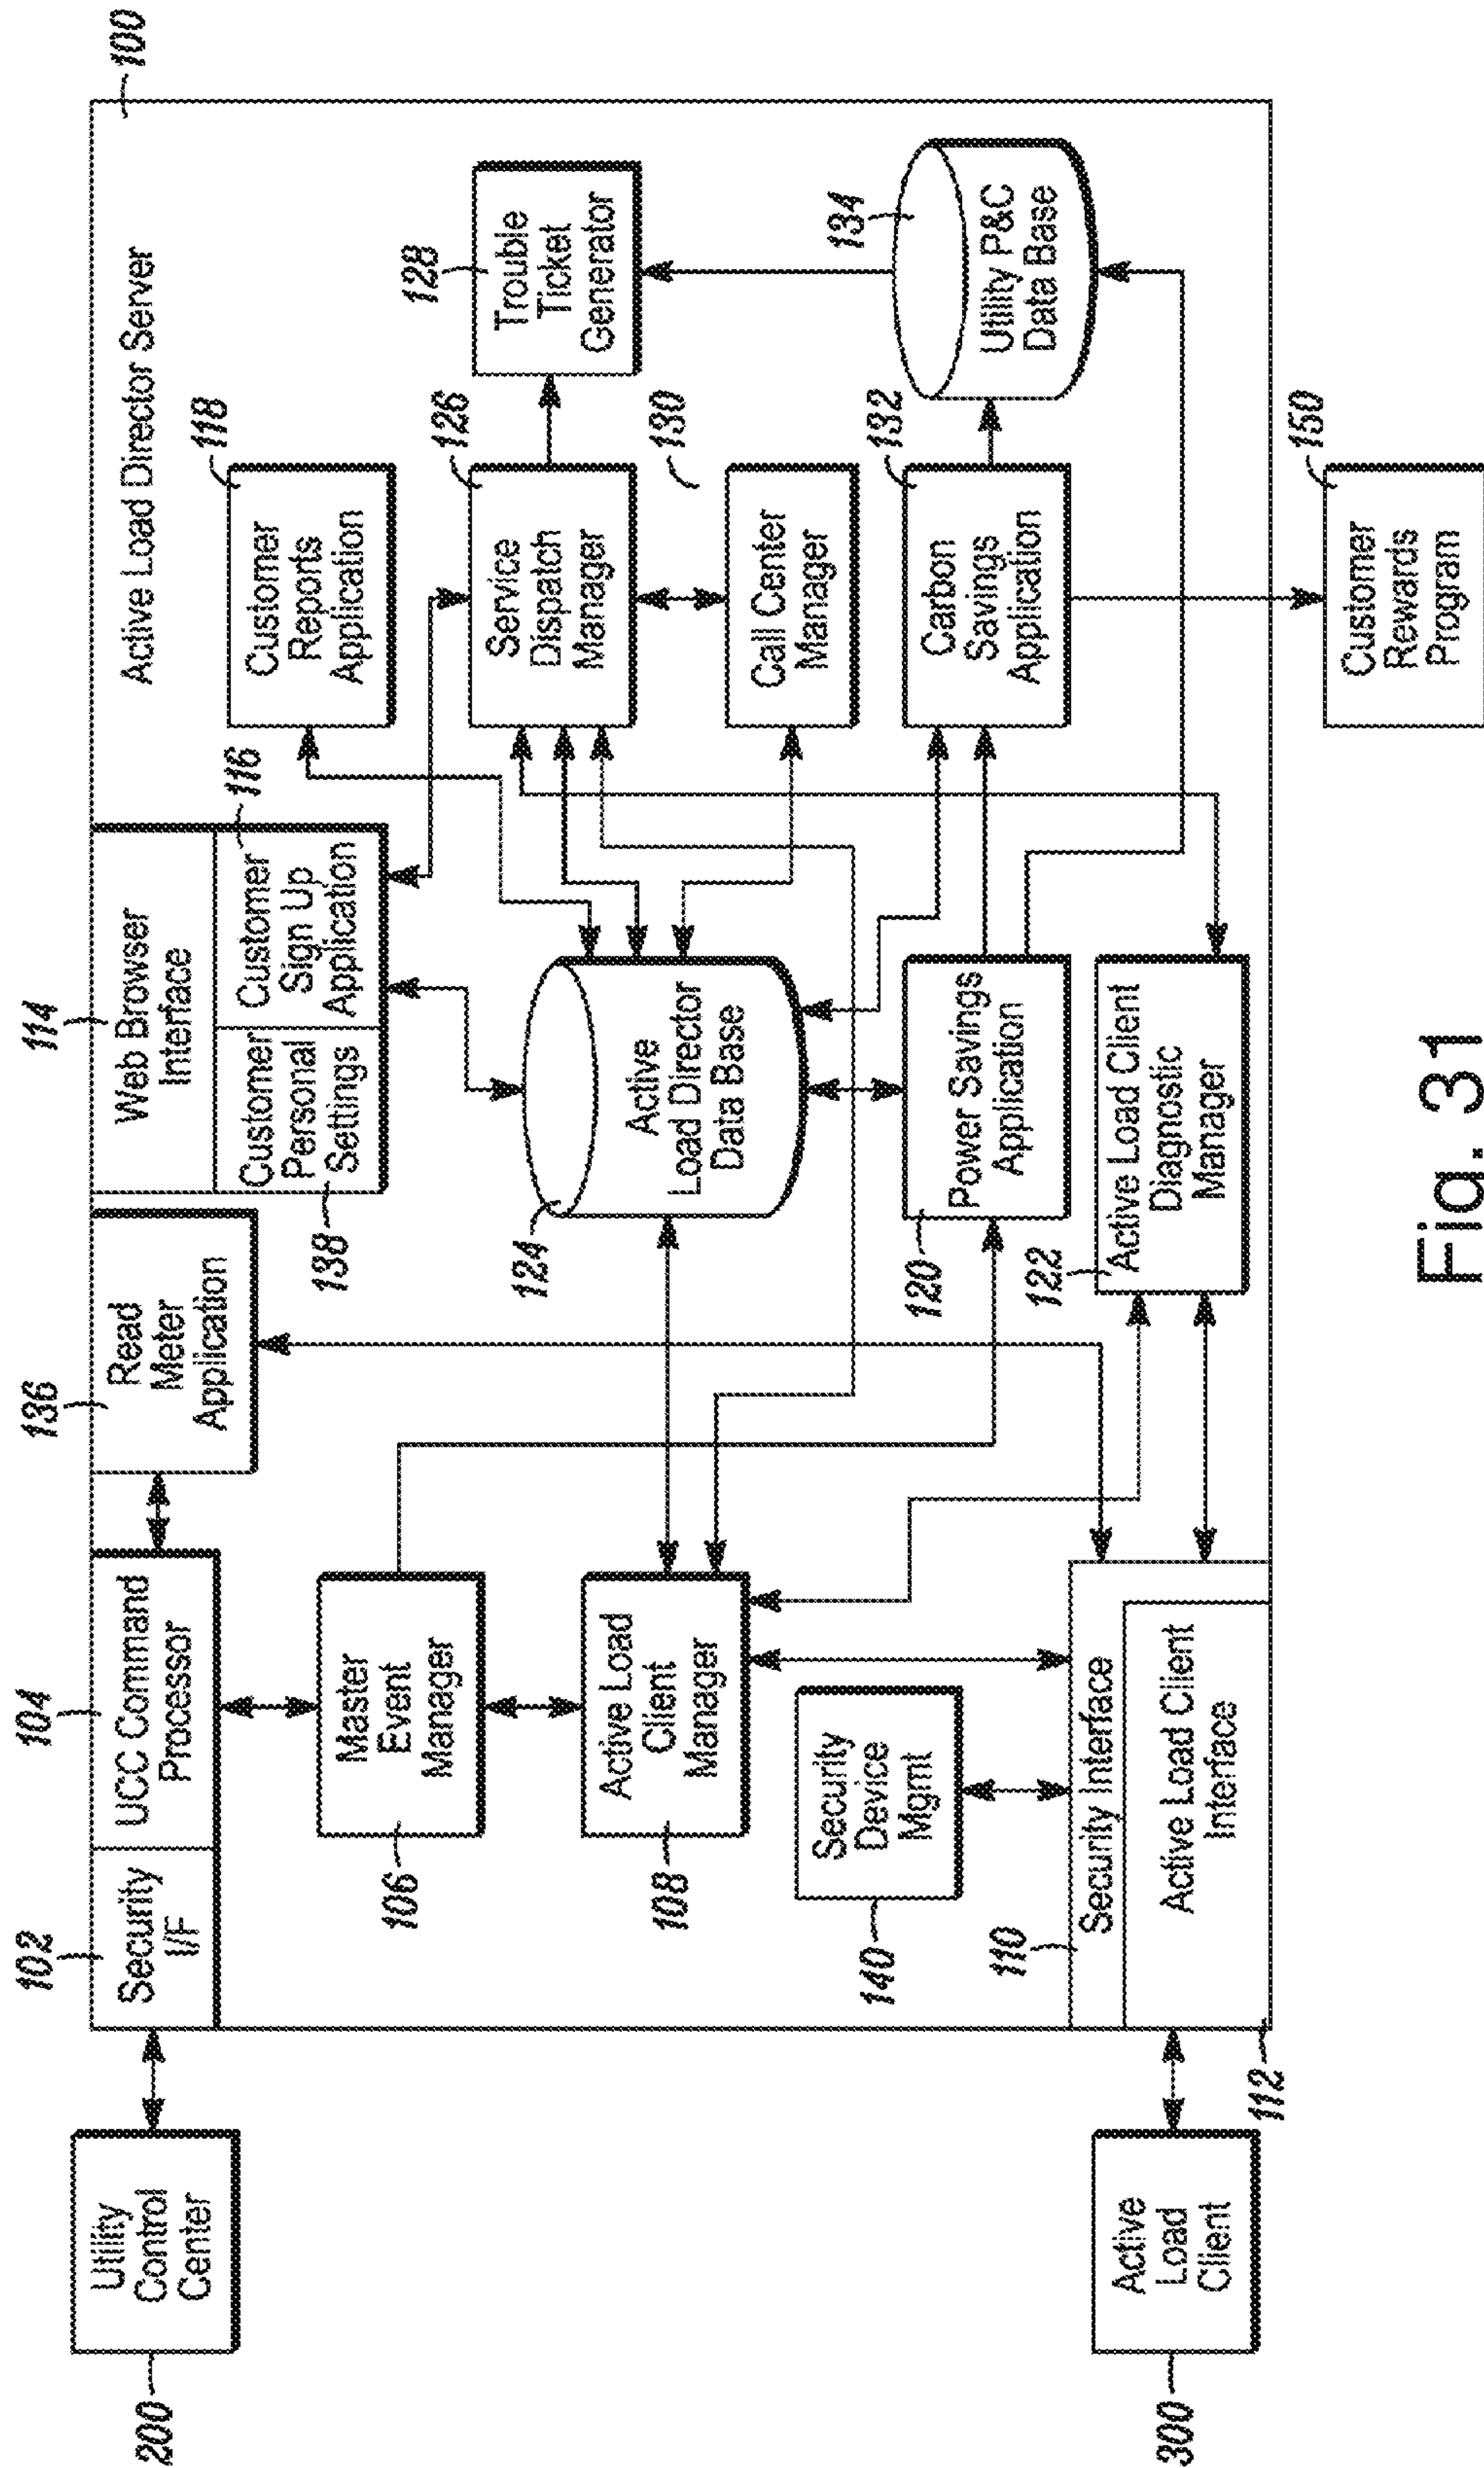 100
Active Load Director Server
200
Utility
Control
Center
102
Security
I/F
104
UCC Command
Processor
136
Read
Meter
Application
114
Web Browser
Interface
138
Customer
Personal
Settings
116
Customer
Sign Up
Application
118
Customer
Reports
Application
106
Master
Event
Manager
124
Active
Load Director
Data Base
126
Service
Dispatch
Manager
128
Trouble
Ticket
Generator
108
Active Load
Client
Manager
130
Call Center
Manager
140
Security
Device
Mgmt
120
Power Savings
Application
132
Carbon
Savings
Application
134
Utility P&C
Data Base
110
Security Interface
Active Load Client
Interface
112
122
Active Load Client
Diagnostic
Manager
300
Active
Load
Client
150
Customer
Rewards
Program
Fig. 31